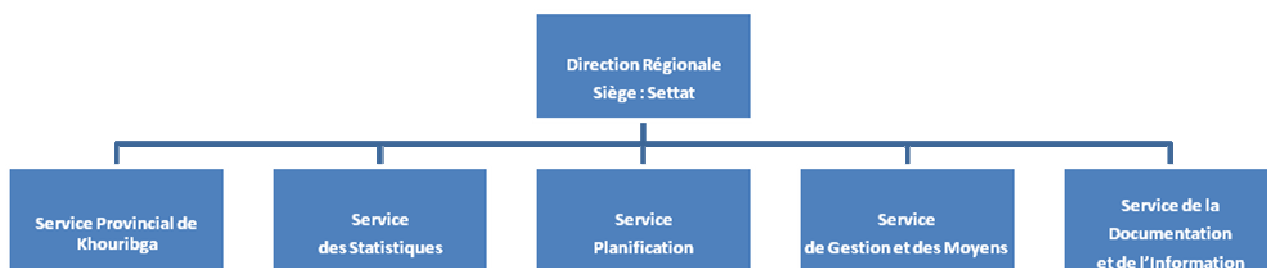 Direction Régionale
Siège : Settat
Service Provincial de
Khouribga
Service
des Statistiques
Service
Planification
Service
de Gestion et des Moyens
Service de la
Documentation
et de l'Information